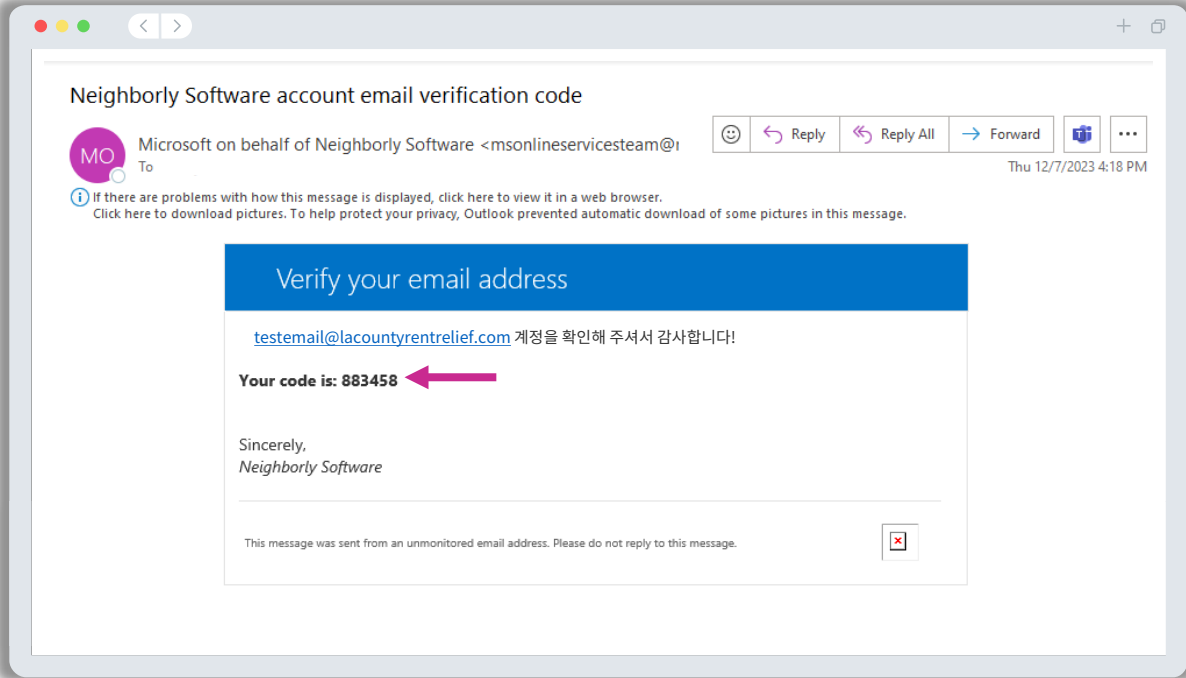 Neighborly Software account email verification code
MO
Microsoft on behalf of Neighborly Software <msonlineservicesteam@
To
Reply
Reply All
Forward
Thu 12/7/2023 4:18 PM
If there are problems with how this message is displayed, click here to view it in a web browser.
Click here to download pictures. To help protect your privacy, Outlook prevented automatic download of some pictures in this message.
Verify your email address
testemail@lacountyrentrelief.com 계정을 확인해 주셔서 감사합니다!
Your code is: 883458
Sincerely,
Neighborly Software
This message was sent from an unmonitored email address. Please do not reply to this message.